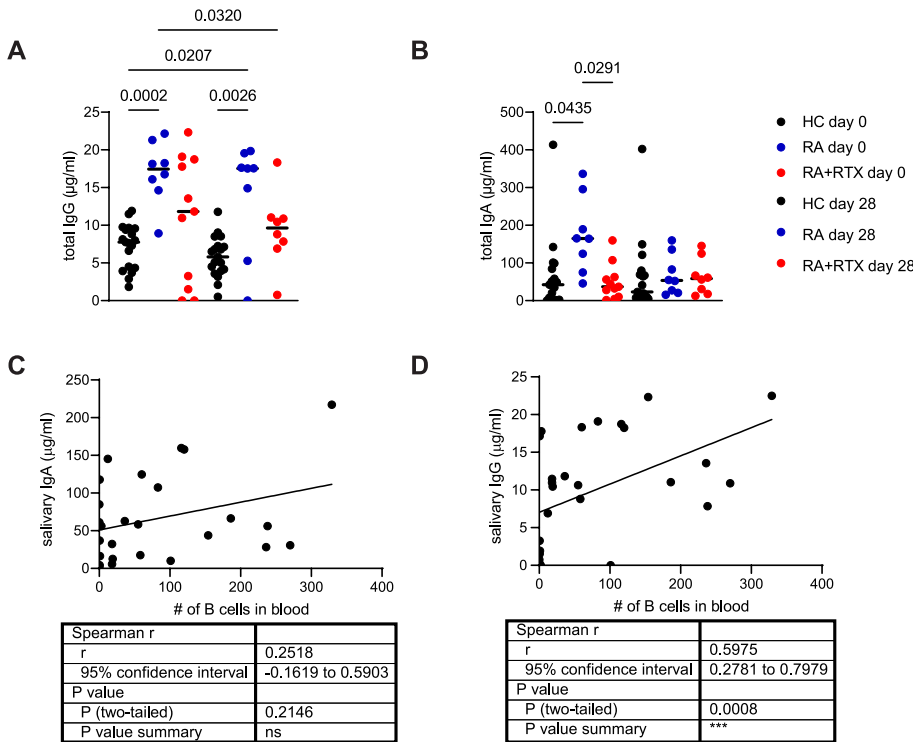 0.0320
A
0.0207
0.0002
0.0026
25
20
15
10
5
0
total IgG (µg/ml)
B
0.0291
0.0435
500
400
300
200
100
0
total IgA (µg/ml)
HC day 0
RA day 0
RA+RTX day 0
HC day 28
RA day 28
RA+RTX day 28
C
250
200
150
100
50
0
salivary IgA (µg/ml)
0 100 200 300 400
# of B cells in blood
Spearman r
r 0.2518
95% confidence interval -0.1619 to 0.5903
P value
P (two-tailed) 0.2146
P value summary ns
D
25
20
15
10
5
0
salivary IgG (µg/ml)
0 100 200 300 400
# of B cells in blood
Spearman r
r 0.5975
95% confidence interval 0.2781 to 0.7979
P value
P (two-tailed) 0.0008
P value summary ***